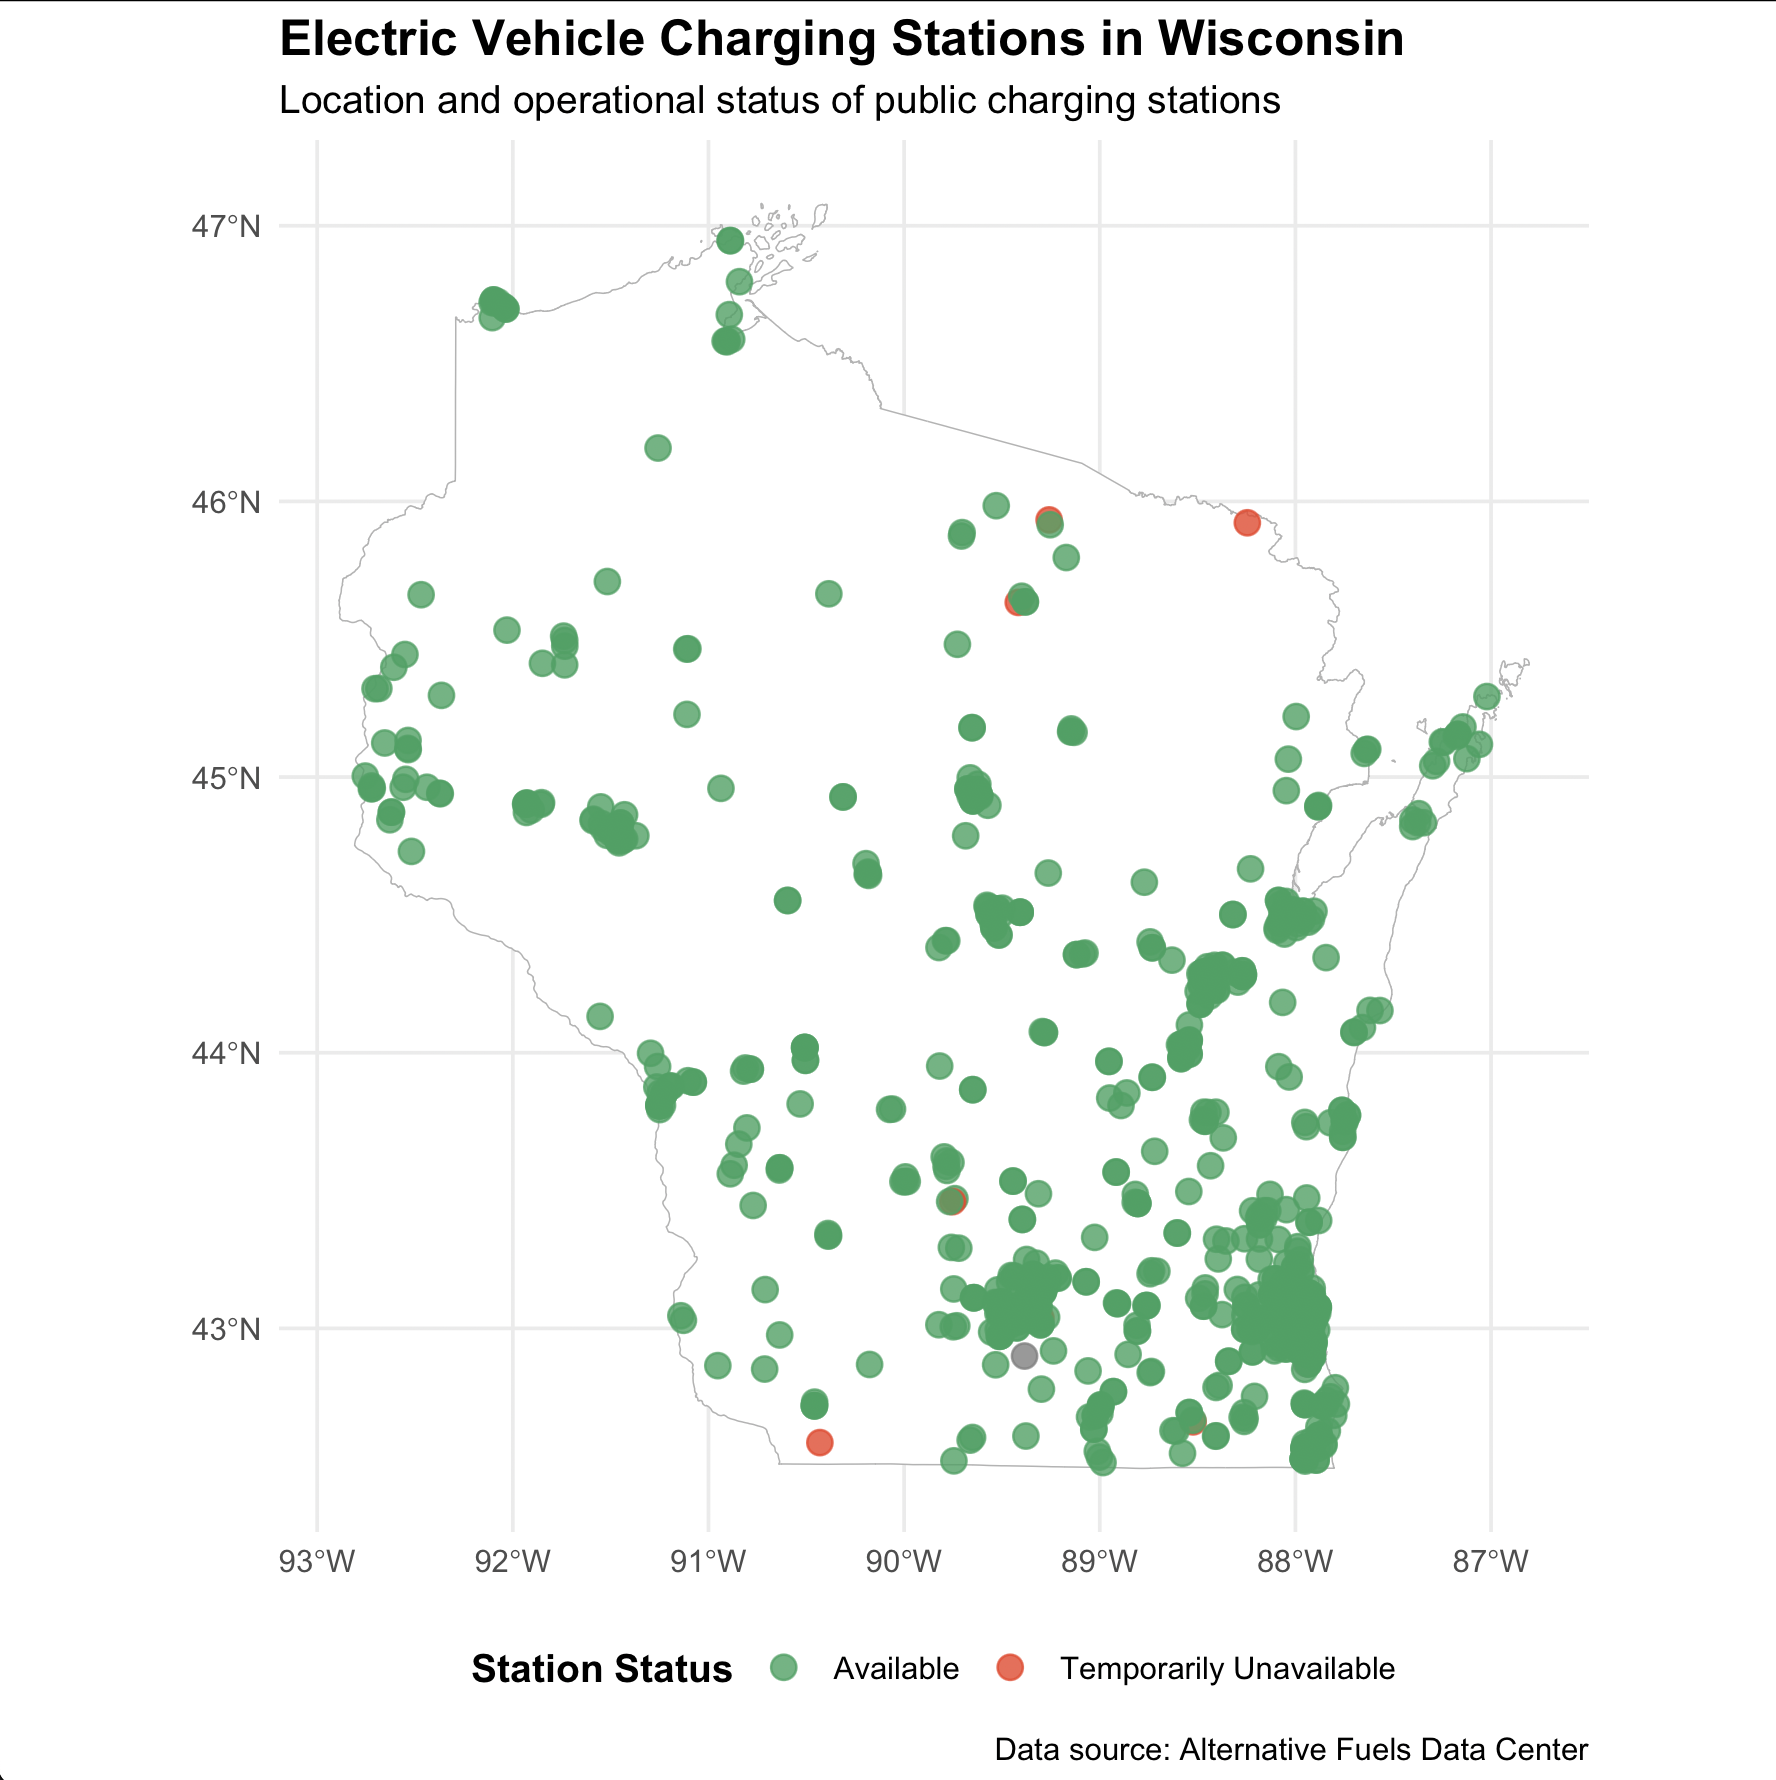 Electric Vehicle Charging Stations in Wisconsin
Location and operational status of public charging stations
47°N
46°N
45°N
44°N
43°N
93°W 92°W 91°W 90°W 89°W 88°W 87°W
Station Status Available Temporarily Unavailable
Data source: Alternative Fuels Data Center